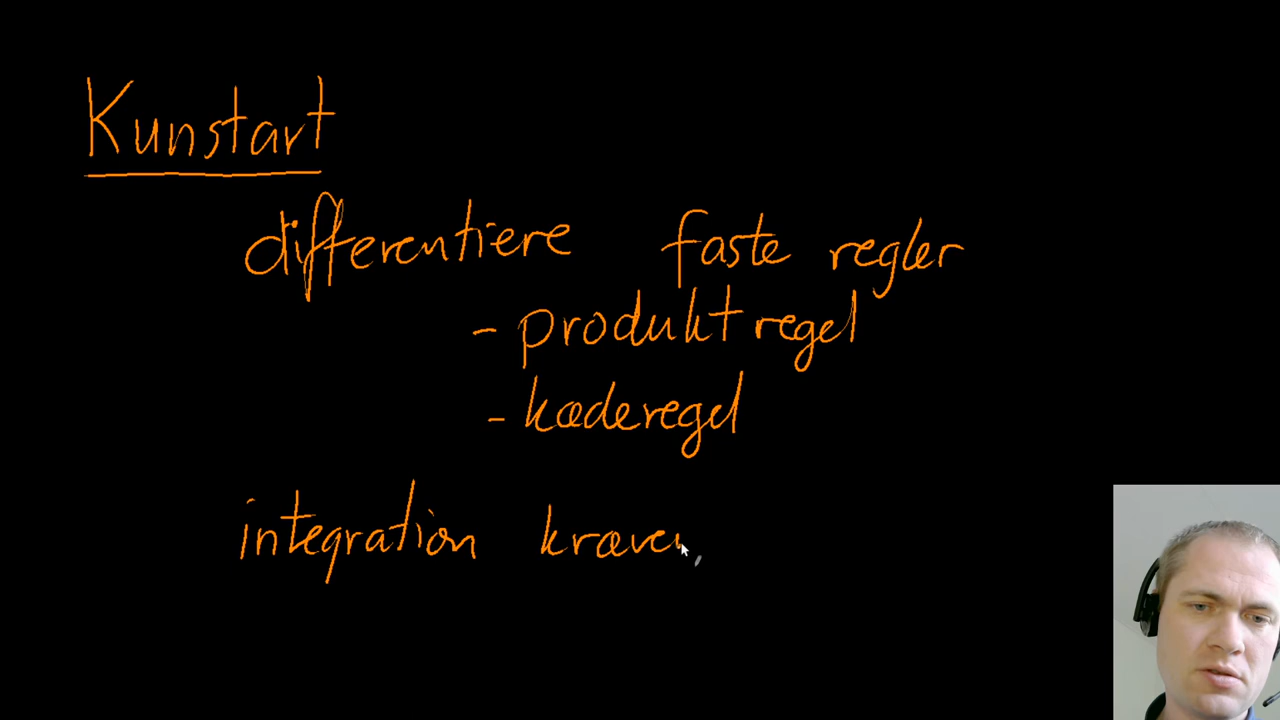 Kunstart
differentiere faste regler
- produktregel
- kæderegel
integration kræver